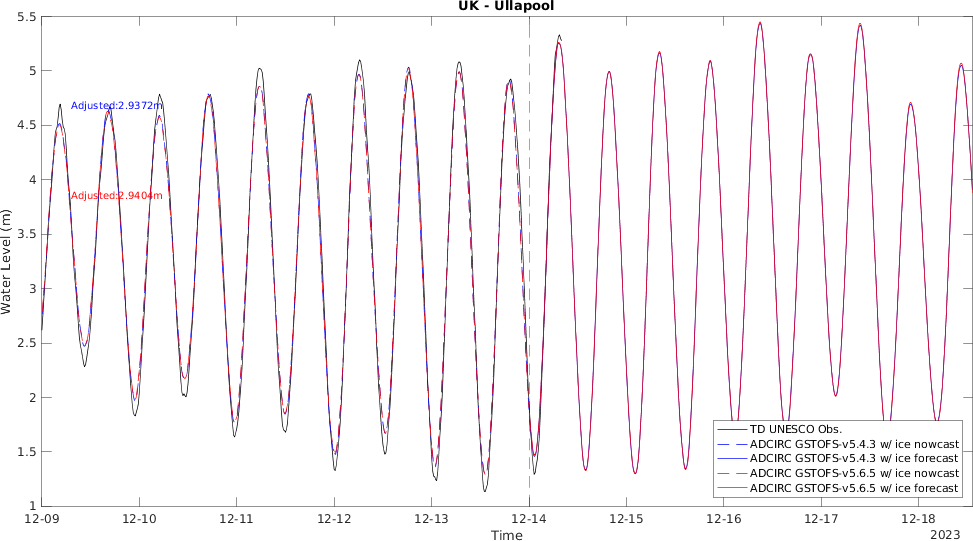 UK - Ullapool
5.5
5
4.5
4
3.5
3
2.5
2
1.5
1
Water Level (m)
Adjusted:2.9372m
Adjusted:2.9404m
TD UNESCO Obs.
ADCIRC GSTOFS-v5.4.3 w/ ice nowcast
ADCIRC GSTOFS-v5.4.3 w/ ice forecast
ADCIRC GSTOFS-v5.6.5 w/ ice nowcast
ADCIRC GSTOFS-v5.6.5 w/ ice forecast
12-09 12-10 12-11 12-12 12-13 12-14 12-15 12-16 12-17 12-18
Time
2023